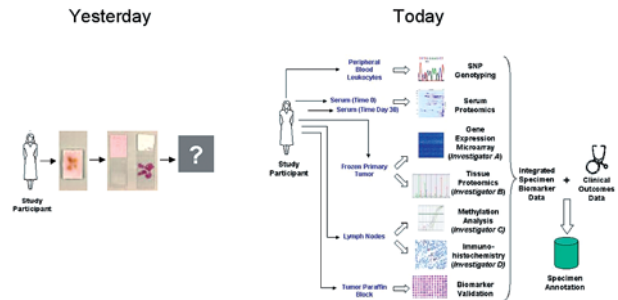 Yesterday
Study
Participant
?
Today
Study
Participant
Peripheral
Blood
Leukocytes
SNP
Genotyping
Serum (Time 0)
Serum (Time Day 30)
Serum
Proteomics
Frozen Primary
Tumor
Gene
Expression
Microarray
(Investigator A)
Tissue
Proteomics
(Investigator B)
Lymph Nodes
Methylation
Analysis
(Investigator C)
Immuno-
histochemistry
(Investigator D)
Tumor Paraffin
Block
Biomarker
Validation
Integrated
Specimen
Biomarker
Data
+
Clinical
Outcomes
Data
Specimen
Annotation